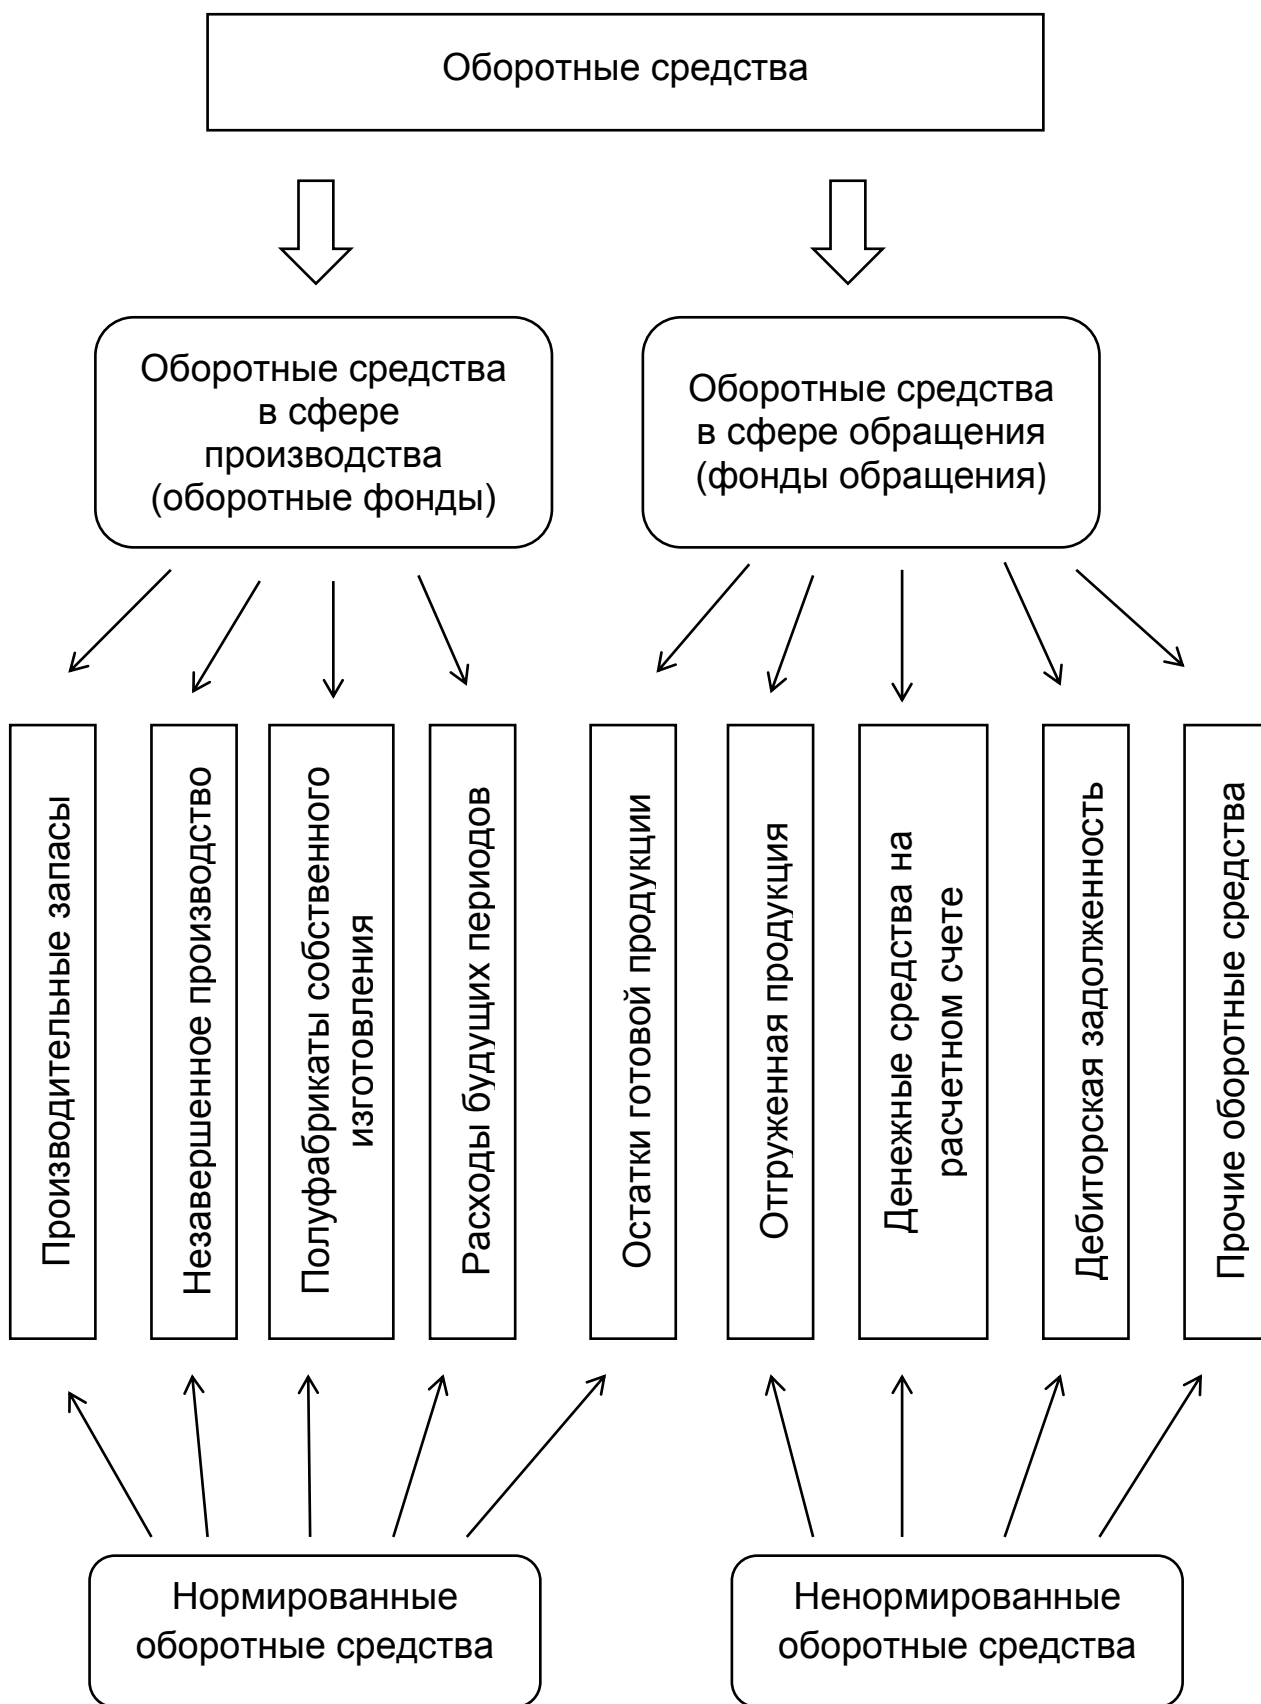 Оборотные средства
Оборотные средства
в сфере
производства
(оборотные фонды)
Оборотные средства
в сфере обращения
(фонды обращения)
Производительные запасы
Незавершенное производство
Полуфабрикаты собственного
изготовления
Расходы будущих периодов
Остатки готовой продукции
Отгруженная продукция
Денежные средства на
расчетном счете
Дебиторская задолженность
Прочие оборотные средства
Нормированные
оборотные средства
Ненормированные
оборотные средства